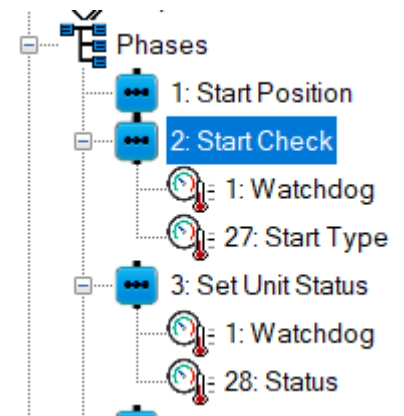 Phases
1: Start Position
2: Start Check
1: Watchdog
27: Start Type
3: Set Unit Status
1: Watchdog
28: Status